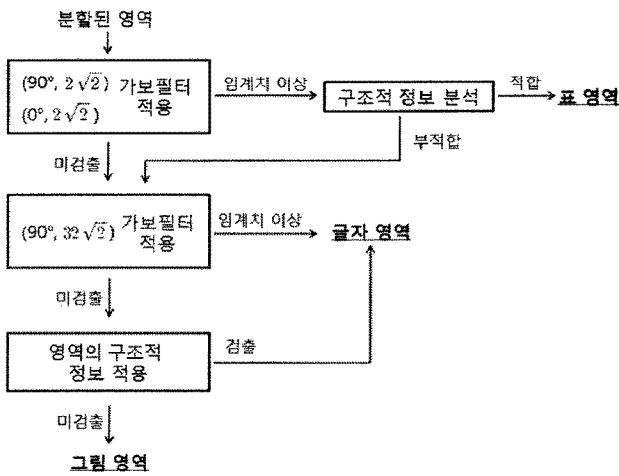 분할된 영역
(90°, 2√2) 가보필터
(0°, 2√2) 적용
임계치 이상
구조적 정보 분석
적합
표 영역
부적합
미검출
(90°, 32√2) 가보필터
적용
임계치 이상
글자 영역
미검출
영역의 구조적
정보 적용
검출
미검출
그림 영역